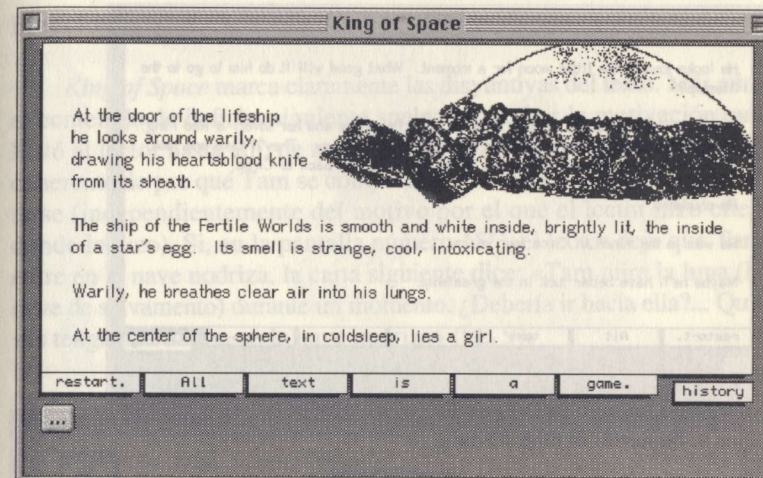 King of Space
At the door of the lifeship
he looks around warily,
drawing his heartsblood knife
from its sheath.
The ship of the Fertile Worlds is smooth and white inside, brightly lit, the inside
of a star's egg. Its smell is strange, cool, intoxicating.
Warily, he breathes clear air into his lungs.
At the center of the sphere, in coldsleep, lies a girl.
restart. All text is a game. history
...